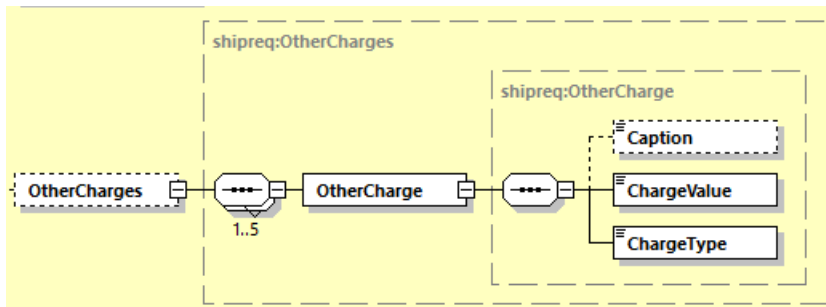 shipreq:OtherCharges
shipreq:OtherCharge
Caption
OtherCharges
OtherCharge
ChargeValue
1..5
ChargeType